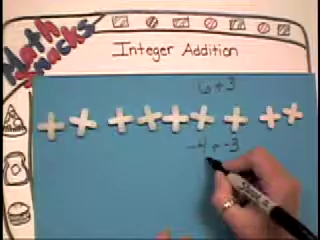 Math
Snacks
Integer Addition
6 + 3
-4 + -3